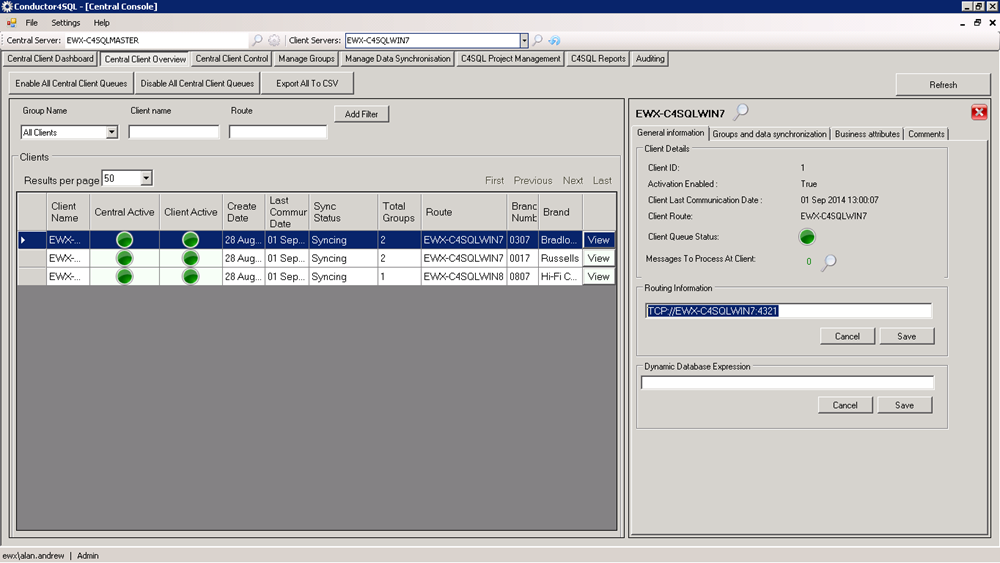 Conductor4SQL - [Central Console]
File Settings Help
Central Server: EWX-C4SQLMASTER Client Servers: EWX-C4SQLWIN7
Central Client Dashboard Central Client Overview Central Client Control Manage Groups Manage Data Synchronisation C4SQL Project Management C4SQL Reports Auditing
Enable All Central Client Queues Disable All Central Client Queues Export All To CSV Refresh
Group Name Client name Route
All Clients Add Filter
Clients
Results per page 50 First Previous Next Last
Client Name Central Active Client Active Create Date Last Commur Date Sync Status Total Groups Route Branc Numb Brand
EWX-... 28 Aug... 01 Sep... Syncing 2 EWX-C4SQLWIN7 0307 Bradlo... View
EWX-... 28 Aug... 01 Sep... Syncing 2 EWX-C4SQLWIN7 0017 Russells View
EWX-... 28 Aug... 01 Sep... Syncing 1 EWX-C4SQLWIN8 0807 Hi-Fi C... View
EWX-C4SQLWIN7
General information Groups and data synchronization Business attributes Comments
Client Details
Client ID: 1
Activation Enabled : True
Client Last Communication Date : 01 Sep 2014 13:00:07
Client Route: EWX-C4SQLWIN7
Client Queue Status:
Messages To Process At Client: 0
Routing Information
TCP://EWX-C4SQLWIN7:4321
Cancel Save
Dynamic Database Expression
Cancel Save
ewx\alan.andrew | Admin